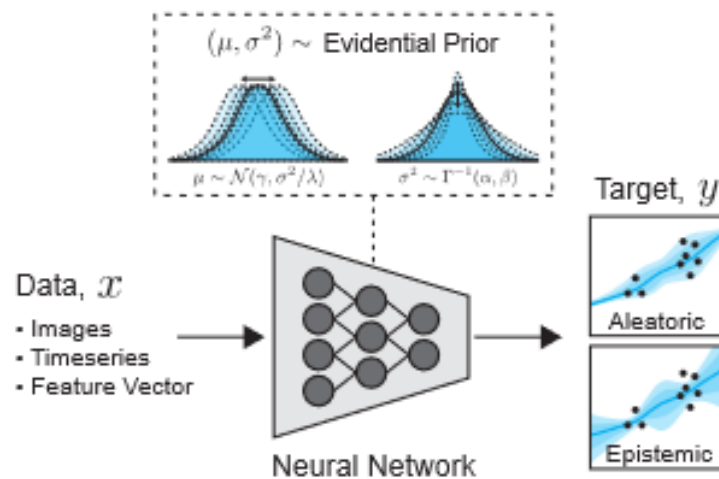 (μ, σ²) ∼ Evidential Prior
μ ∼ 𝒩(γ, σ²/λ)
σ² ∼ Γ⁻¹(α, β)
Target, y
Data, x
▪ Images
▪ Timeseries
▪ Feature Vector
Aleatoric
Epistemic
Neural Network